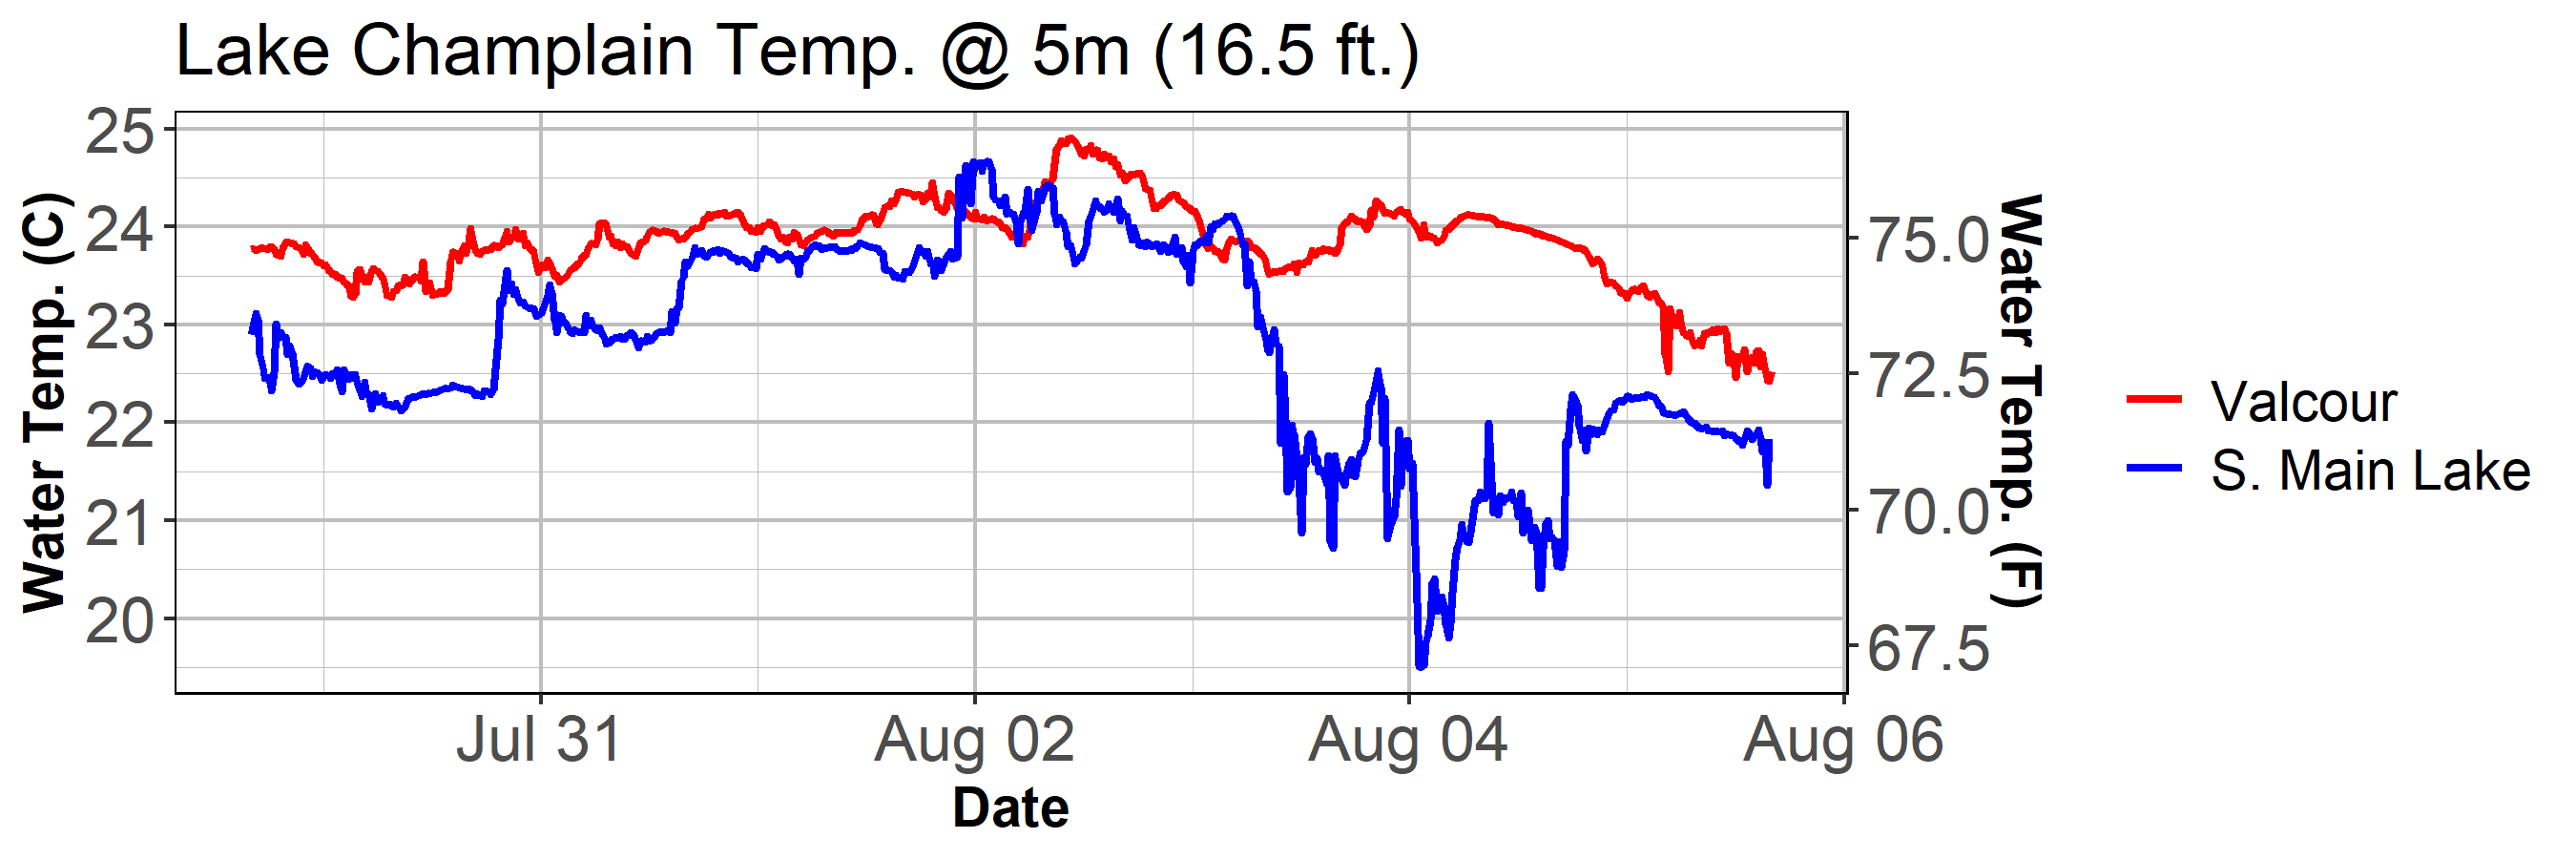 Lake Champlain Temp. @ 5m (16.5 ft.)
Water Temp. (C)
25
24
23
22
21
20
75.0
72.5
70.0
67.5
Water Temp. (F)
Jul 31
Aug 02
Aug 04
Aug 06
Date
Valcour
S. Main Lake